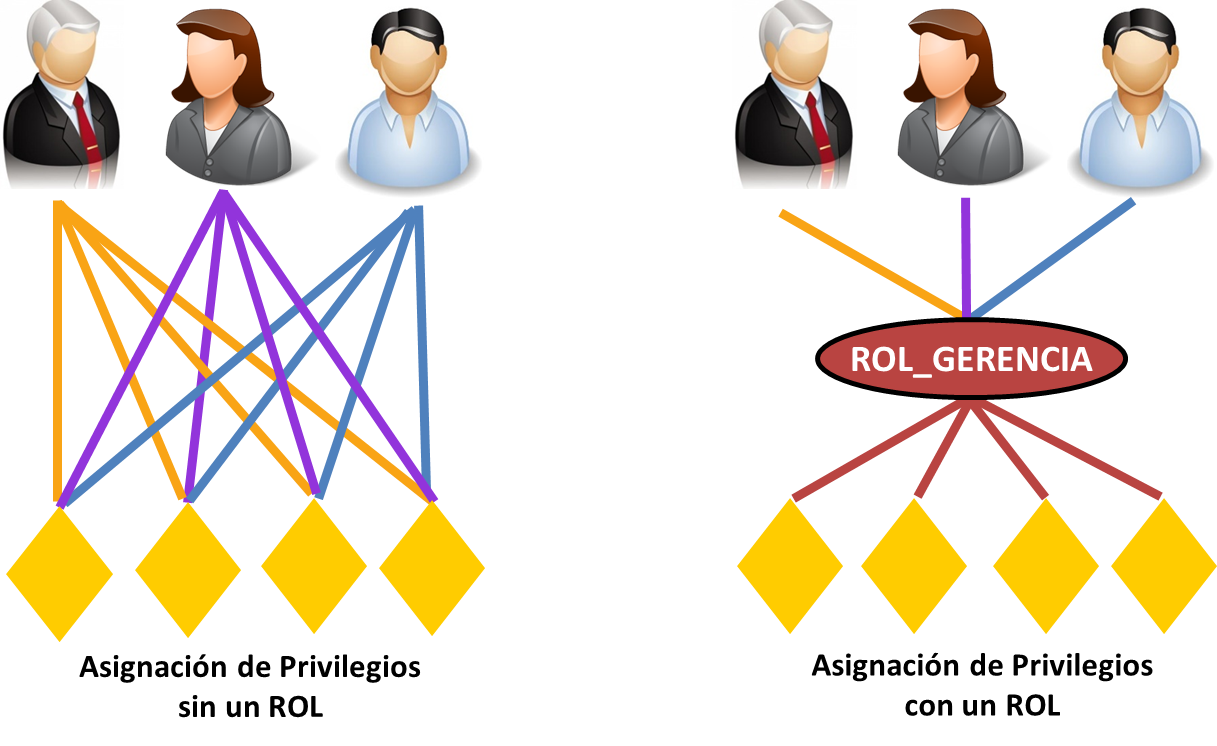 ROL_GERENCIA
Asignación de Privilegios
sin un ROL
Asignación de Privilegios
con un ROL